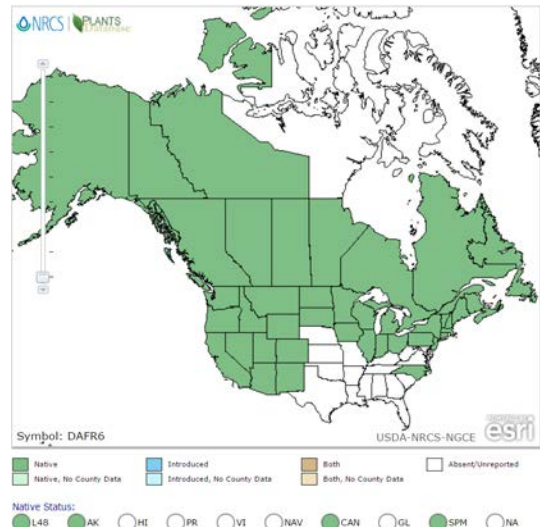 NRCS PLANTS
Database
Symbol: DAFR6
USDA-NRCS-NGCE
esri
Native
Introduced
Both
Absent/Unreported
Native, No County Data
Introduced, No County Data
Both, No County Data
Native Status:
L48 AK HI PR VI NAV CAN GL SPM NA